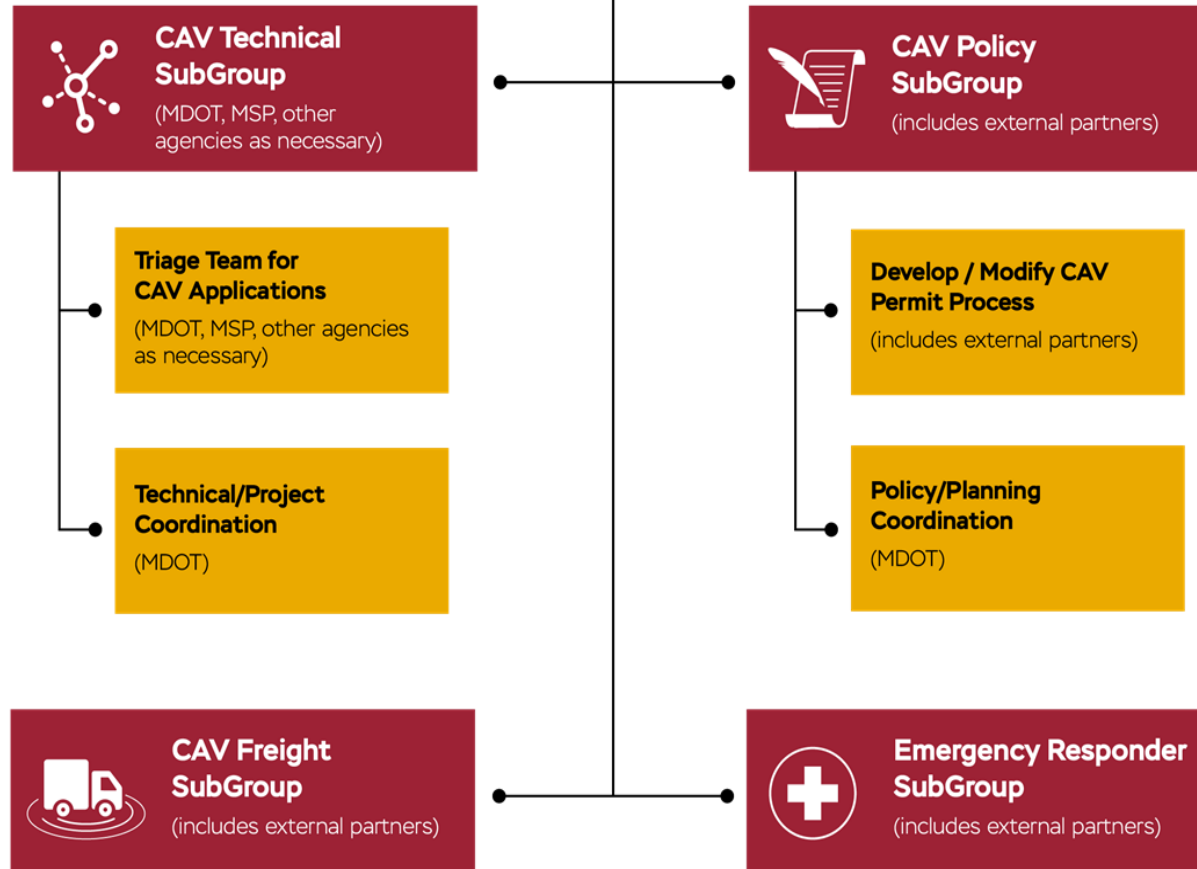 CAV Technical
SubGroup
(MDOT, MSP, other
agencies as necessary)
CAV Policy
SubGroup
(includes external partners)
Triage Team for
CAV Applications
(MDOT, MSP, other agencies
as necessary)
Develop / Modify CAV
Permit Process
(includes external partners)
Technical/Project
Coordination
(MDOT)
Policy/Planning
Coordination
(MDOT)
CAV Freight
SubGroup
(includes external partners)
Emergency Responder
SubGroup
(includes external partners)